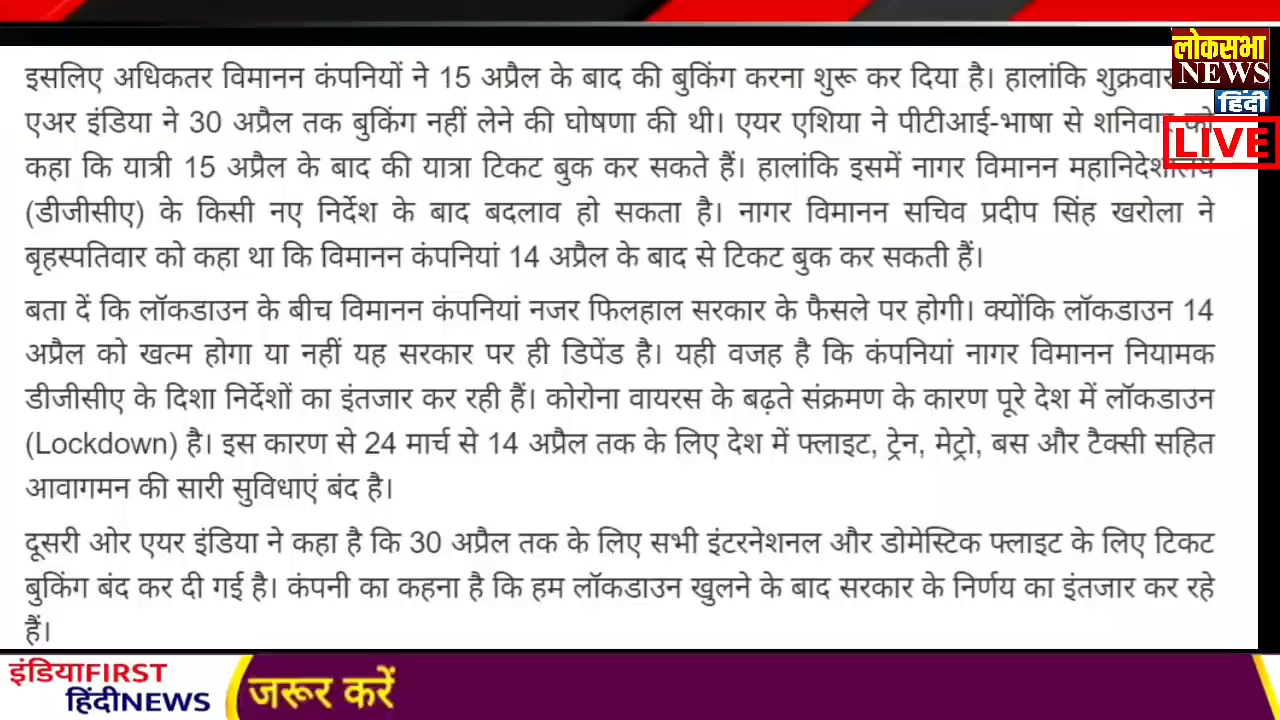 लोकसभा
NEWS
हिंदी
LIVE
इसलिए अधिकतर विमानन कंपनियों ने 15 अप्रैल के बाद की बुकिंग करना शुरू कर दिया है। हालांकि शुक्रवार
एअर इंडिया ने 30 अप्रैल तक बुकिंग नहीं लेने की घोषणा की थी। एयर एशिया ने पीटीआई-भाषा से शनिवार को
कहा कि यात्री 15 अप्रैल के बाद की यात्रा टिकट बुक कर सकते हैं। हालांकि इसमें नागर विमानन महानिदेशालय
(डीजीसीए) के किसी नए निर्देश के बाद बदलाव हो सकता है। नागर विमानन सचिव प्रदीप सिंह खरोला ने
बृहस्पतिवार को कहा था कि विमानन कंपनियां 14 अप्रैल के बाद से टिकट बुक कर सकती हैं।
बता दें कि लॉकडाउन के बीच विमानन कंपनियां नजर फिलहाल सरकार के फैसले पर होगी। क्योंकि लॉकडाउन 14
अप्रैल को खत्म होगा या नहीं यह सरकार पर ही डिपेंड है। यही वजह है कि कंपनियां नागर विमानन नियामक
डीजीसीए के दिशा निर्देशों का इंतजार कर रही हैं। कोरोना वायरस के बढ़ते संक्रमण के कारण पूरे देश में लॉकडाउन
(Lockdown) है। इस कारण से 24 मार्च से 14 अप्रैल तक के लिए देश में फ्लाइट, ट्रेन, मेट्रो, बस और टैक्सी सहित
आवागमन की सारी सुविधाएं बंद है।
दूसरी ओर एयर इंडिया ने कहा है कि 30 अप्रैल तक के लिए सभी इंटरनेशनल और डोमेस्टिक फ्लाइट के लिए टिकट
बुकिंग बंद कर दी गई है। कंपनी का कहना है कि हम लॉकडाउन खुलने के बाद सरकार के निर्णय का इंतजार कर रहे
हैं।
इंडियाFIRST
हिंदीNEWS
जरूर करें